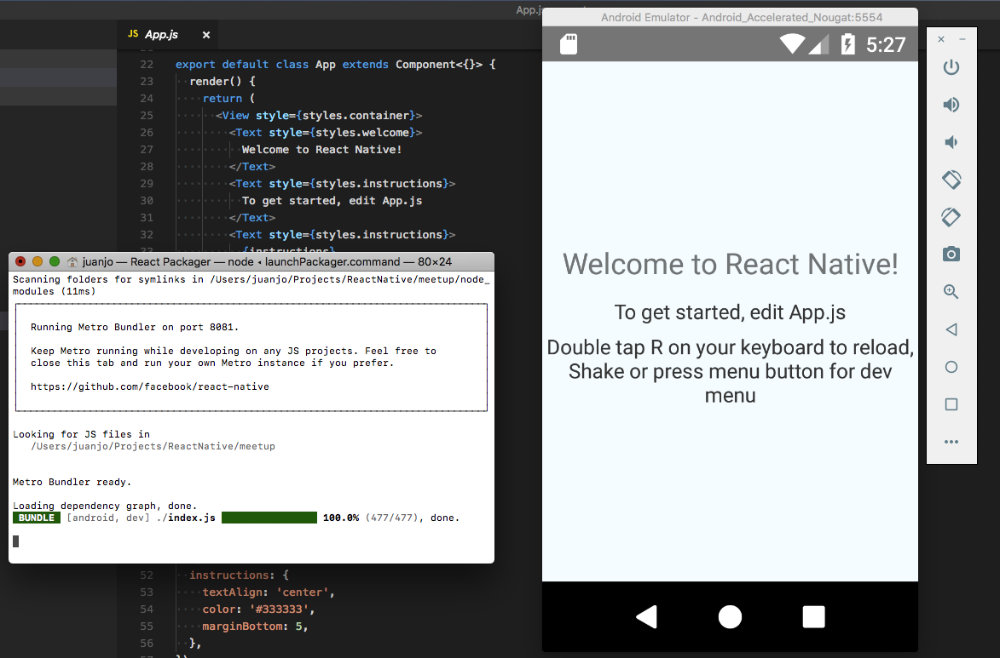 App.js
JS App.js ×
22 export default class App extends Component<{}> {
23 render() {
24 return (
25 <View style={styles.container}>
26 <Text style={styles.welcome}>
27 Welcome to React Native!
28 </Text>
29 <Text style={styles.instructions}>
30 To get started, edit App.js
31 </Text>
32 <Text style={styles.instructions}>
33 {instructions}
juanjo — React Packager — node ◂ launchPackager.command — 80×24
Scanning folders for symlinks in /Users/juanjo/Projects/ReactNative/meetup/node_
modules (11ms)
Running Metro Bundler on port 8081.
Keep Metro running while developing on any JS projects. Feel free to
close this tab and run your own Metro instance if you prefer.
https://github.com/facebook/react-native
Looking for JS files in
/Users/juanjo/Projects/ReactNative/meetup
Metro Bundler ready.
Loading dependency graph, done.
BUNDLE [android, dev] ./index.js 100.0% (477/477), done.
52 instructions: {
53 textAlign: 'center',
54 color: '#333333',
55 marginBottom: 5,
56 },
57 })
Android Emulator - Android_Accelerated_Nougat:5554
5:27
Welcome to React Native!
To get started, edit App.js
Double tap R on your keyboard to reload,
Shake or press menu button for dev
menu